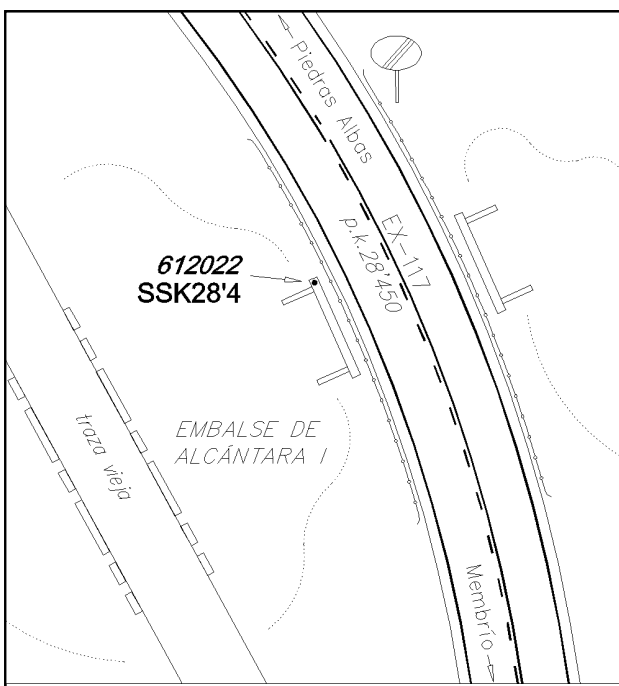 Piedras Albas
EX-117
p.k.28'450
612022
SSK28'4
traza vieja
EMBALSE DE
ALCÁNTARA I
Membrío